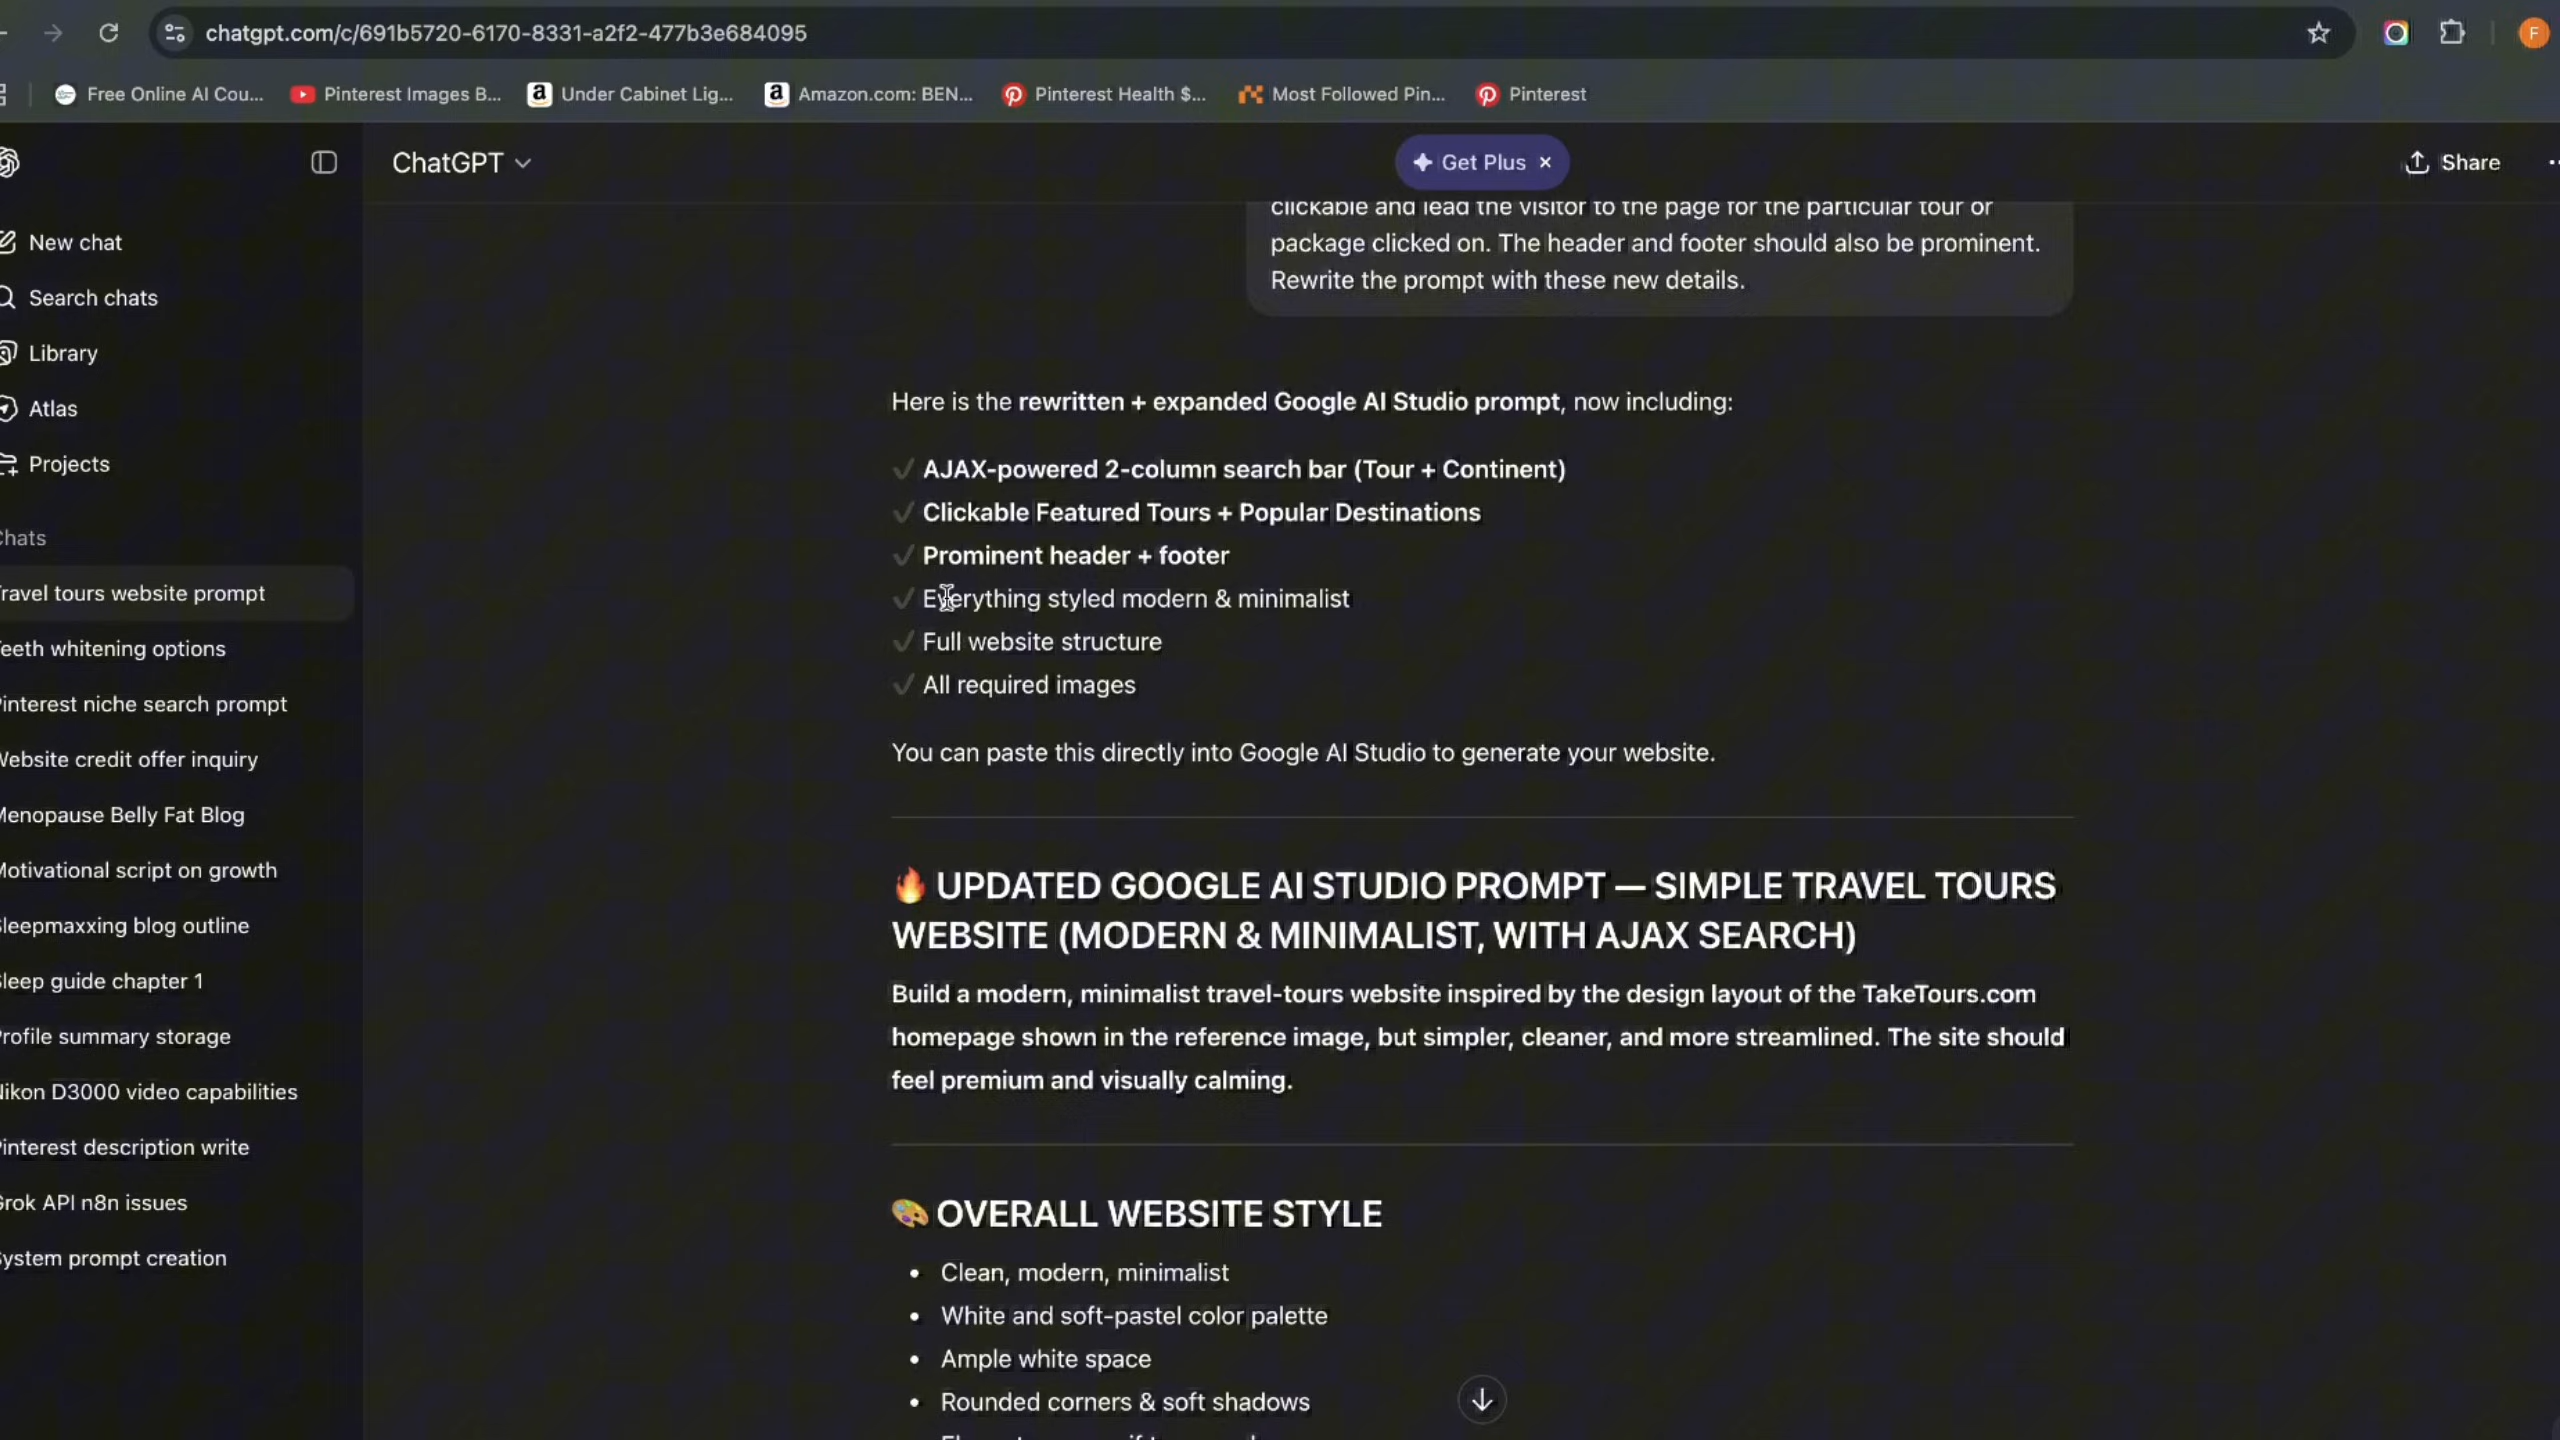 chatgpt.com/c/691b5720-6170-8331-a2f2-477b3e684095
F
Free Online AI Cou...
Pinterest Images B...
Under Cabinet Lig...
Amazon.com: BEN...
Pinterest Health $...
Most Followed Pin...
Pinterest
ChatGPT
Get Plus ×
Share
New chat
Search chats
Library
Atlas
Projects
Chats
ravel tours website prompt
eeth whitening options
interest niche search prompt
ebsite credit offer inquiry
enopause Belly Fat Blog
otivational script on growth
leepmaxxing blog outline
leep guide chapter 1
rofile summary storage
ikon D3000 video capabilities
interest description write
rok API n8n issues
ystem prompt creation
clickable and lead the visitor to the page for the particular tour or
package clicked on. The header and footer should also be prominent.
Rewrite the prompt with these new details.
Here is the rewritten + expanded Google AI Studio prompt, now including:
✓ AJAX-powered 2-column search bar (Tour + Continent)
✓ Clickable Featured Tours + Popular Destinations
✓ Prominent header + footer
✓ Everything styled modern & minimalist
✓ Full website structure
✓ All required images
You can paste this directly into Google AI Studio to generate your website.
🔥 UPDATED GOOGLE AI STUDIO PROMPT — SIMPLE TRAVEL TOURS
WEBSITE (MODERN & MINIMALIST, WITH AJAX SEARCH)
Build a modern, minimalist travel-tours website inspired by the design layout of the TakeTours.com
homepage shown in the reference image, but simpler, cleaner, and more streamlined. The site should
feel premium and visually calming.
🎨 OVERALL WEBSITE STYLE
• Clean, modern, minimalist
• White and soft-pastel color palette
• Ample white space
• Rounded corners & soft shadows